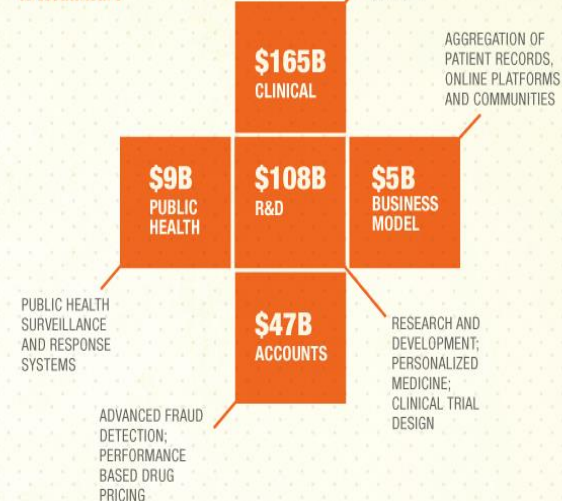 $165B
CLINICAL
AGGREGATION OF
PATIENT RECORDS,
ONLINE PLATFORMS
AND COMMUNITIES
$9B
PUBLIC
HEALTH
$108B
R&D
$5B
BUSINESS
MODEL
PUBLIC HEALTH
SURVEILLANCE
AND RESPONSE
SYSTEMS
$47B
ACCOUNTS
RESEARCH AND
DEVELOPMENT;
PERSONALIZED
MEDICINE;
CLINICAL TRIAL
DESIGN
ADVANCED FRAUD
DETECTION;
PERFORMANCE
BASED DRUG
PRICING